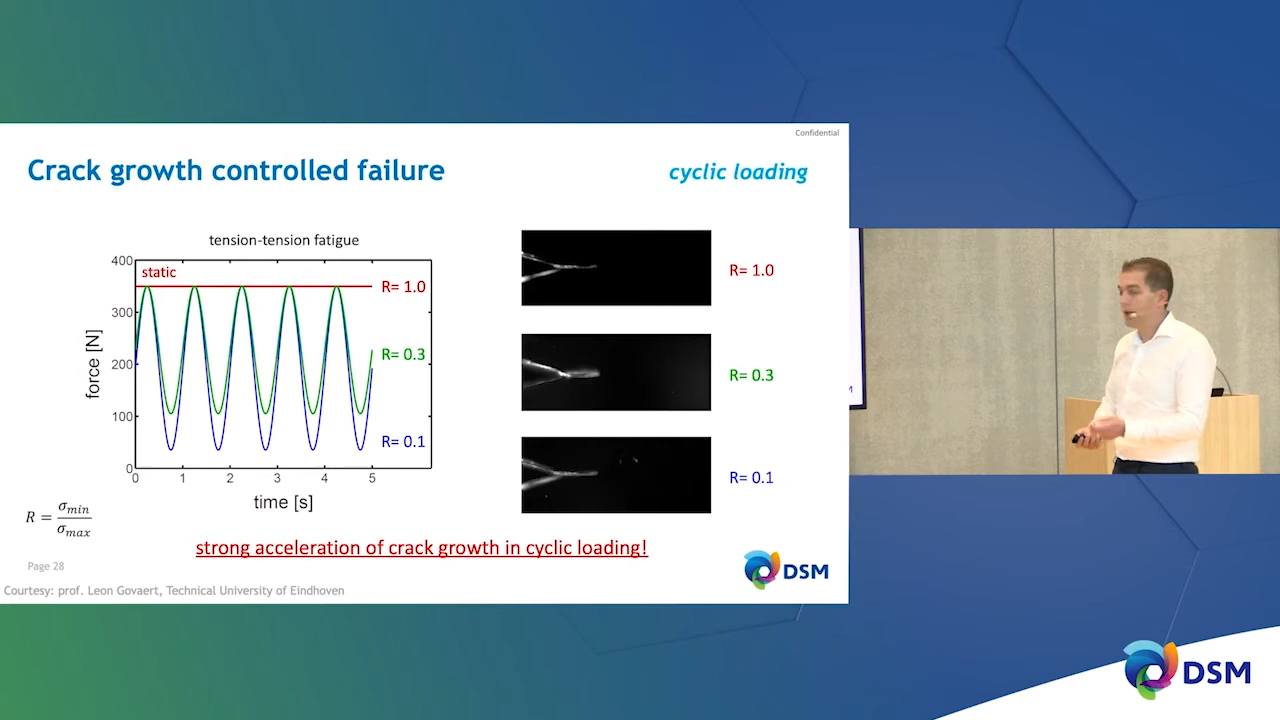 Confidential
Crack growth controlled failure
cyclic loading
tension-tension fatigue
400
300
200
100
0
force [N]
static
R= 1.0
R= 0.3
R= 0.1
0 1 2 3 4 5
time [s]
R= 1.0
R= 0.3
R= 0.1
R = σmin / σmax
strong acceleration of crack growth in cyclic loading!
Page 28
DSM
Courtesy: prof. Leon Govaert, Technical University of Eindhoven
DSM